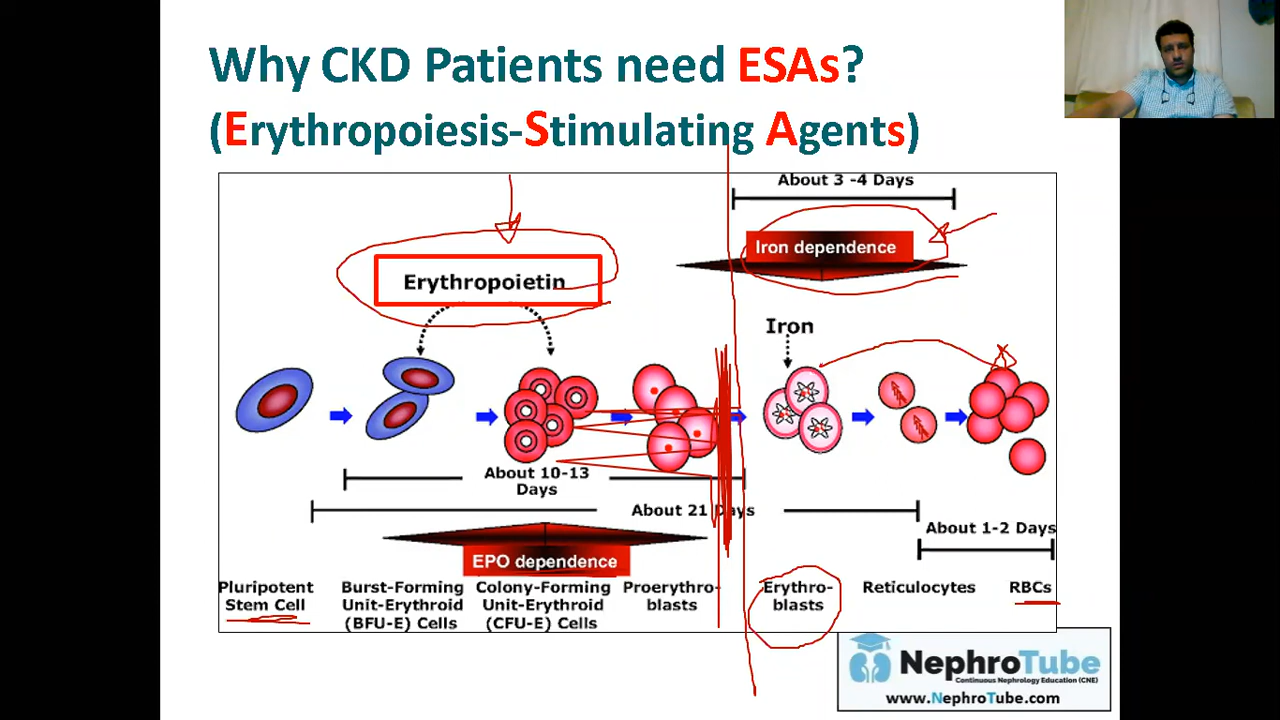 Why CKD Patients need ESAs?
(Erythropoiesis-Stimulating Agents)
About 3 -4 Days
Iron dependence
Erythropoietin
Iron
About 10-13
Days
About 21 Days
About 1-2 Days
EPO dependence
Pluripotent
Stem Cell
Burst-Forming
Unit-Erythroid
(BFU-E) Cells
Colony-Forming
Unit-Erythroid
(CFU-E) Cells
Proerythro-
blasts
Erythro-
blasts
Reticulocytes
RBCs
NephroTube
Continuous Nephrology Education (CNE)
www.NephroTube.com